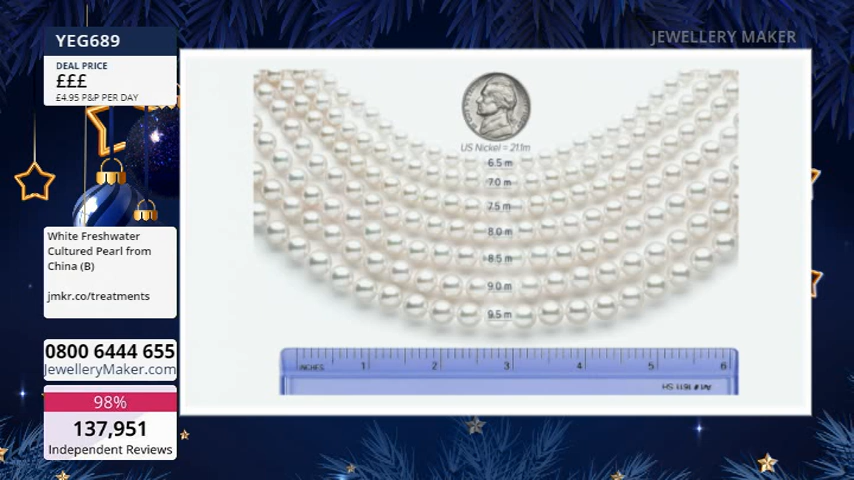 YEG689
DEAL PRICE
£££
£4.95 P&P PER DAY
White Freshwater
Cultured Pearl from
China (B)
jmkr.co/treatments
0800 6444 655
JewelleryMaker.com
98%
137,951
Independent Reviews
JEWELLERY MAKER
US Nickel = 21.1m
6.5 m
7.0 m
7.5 m
8.0 m
8.5 m
9.0 m
9.5 m
INCHES 1 2 3 4 5 6